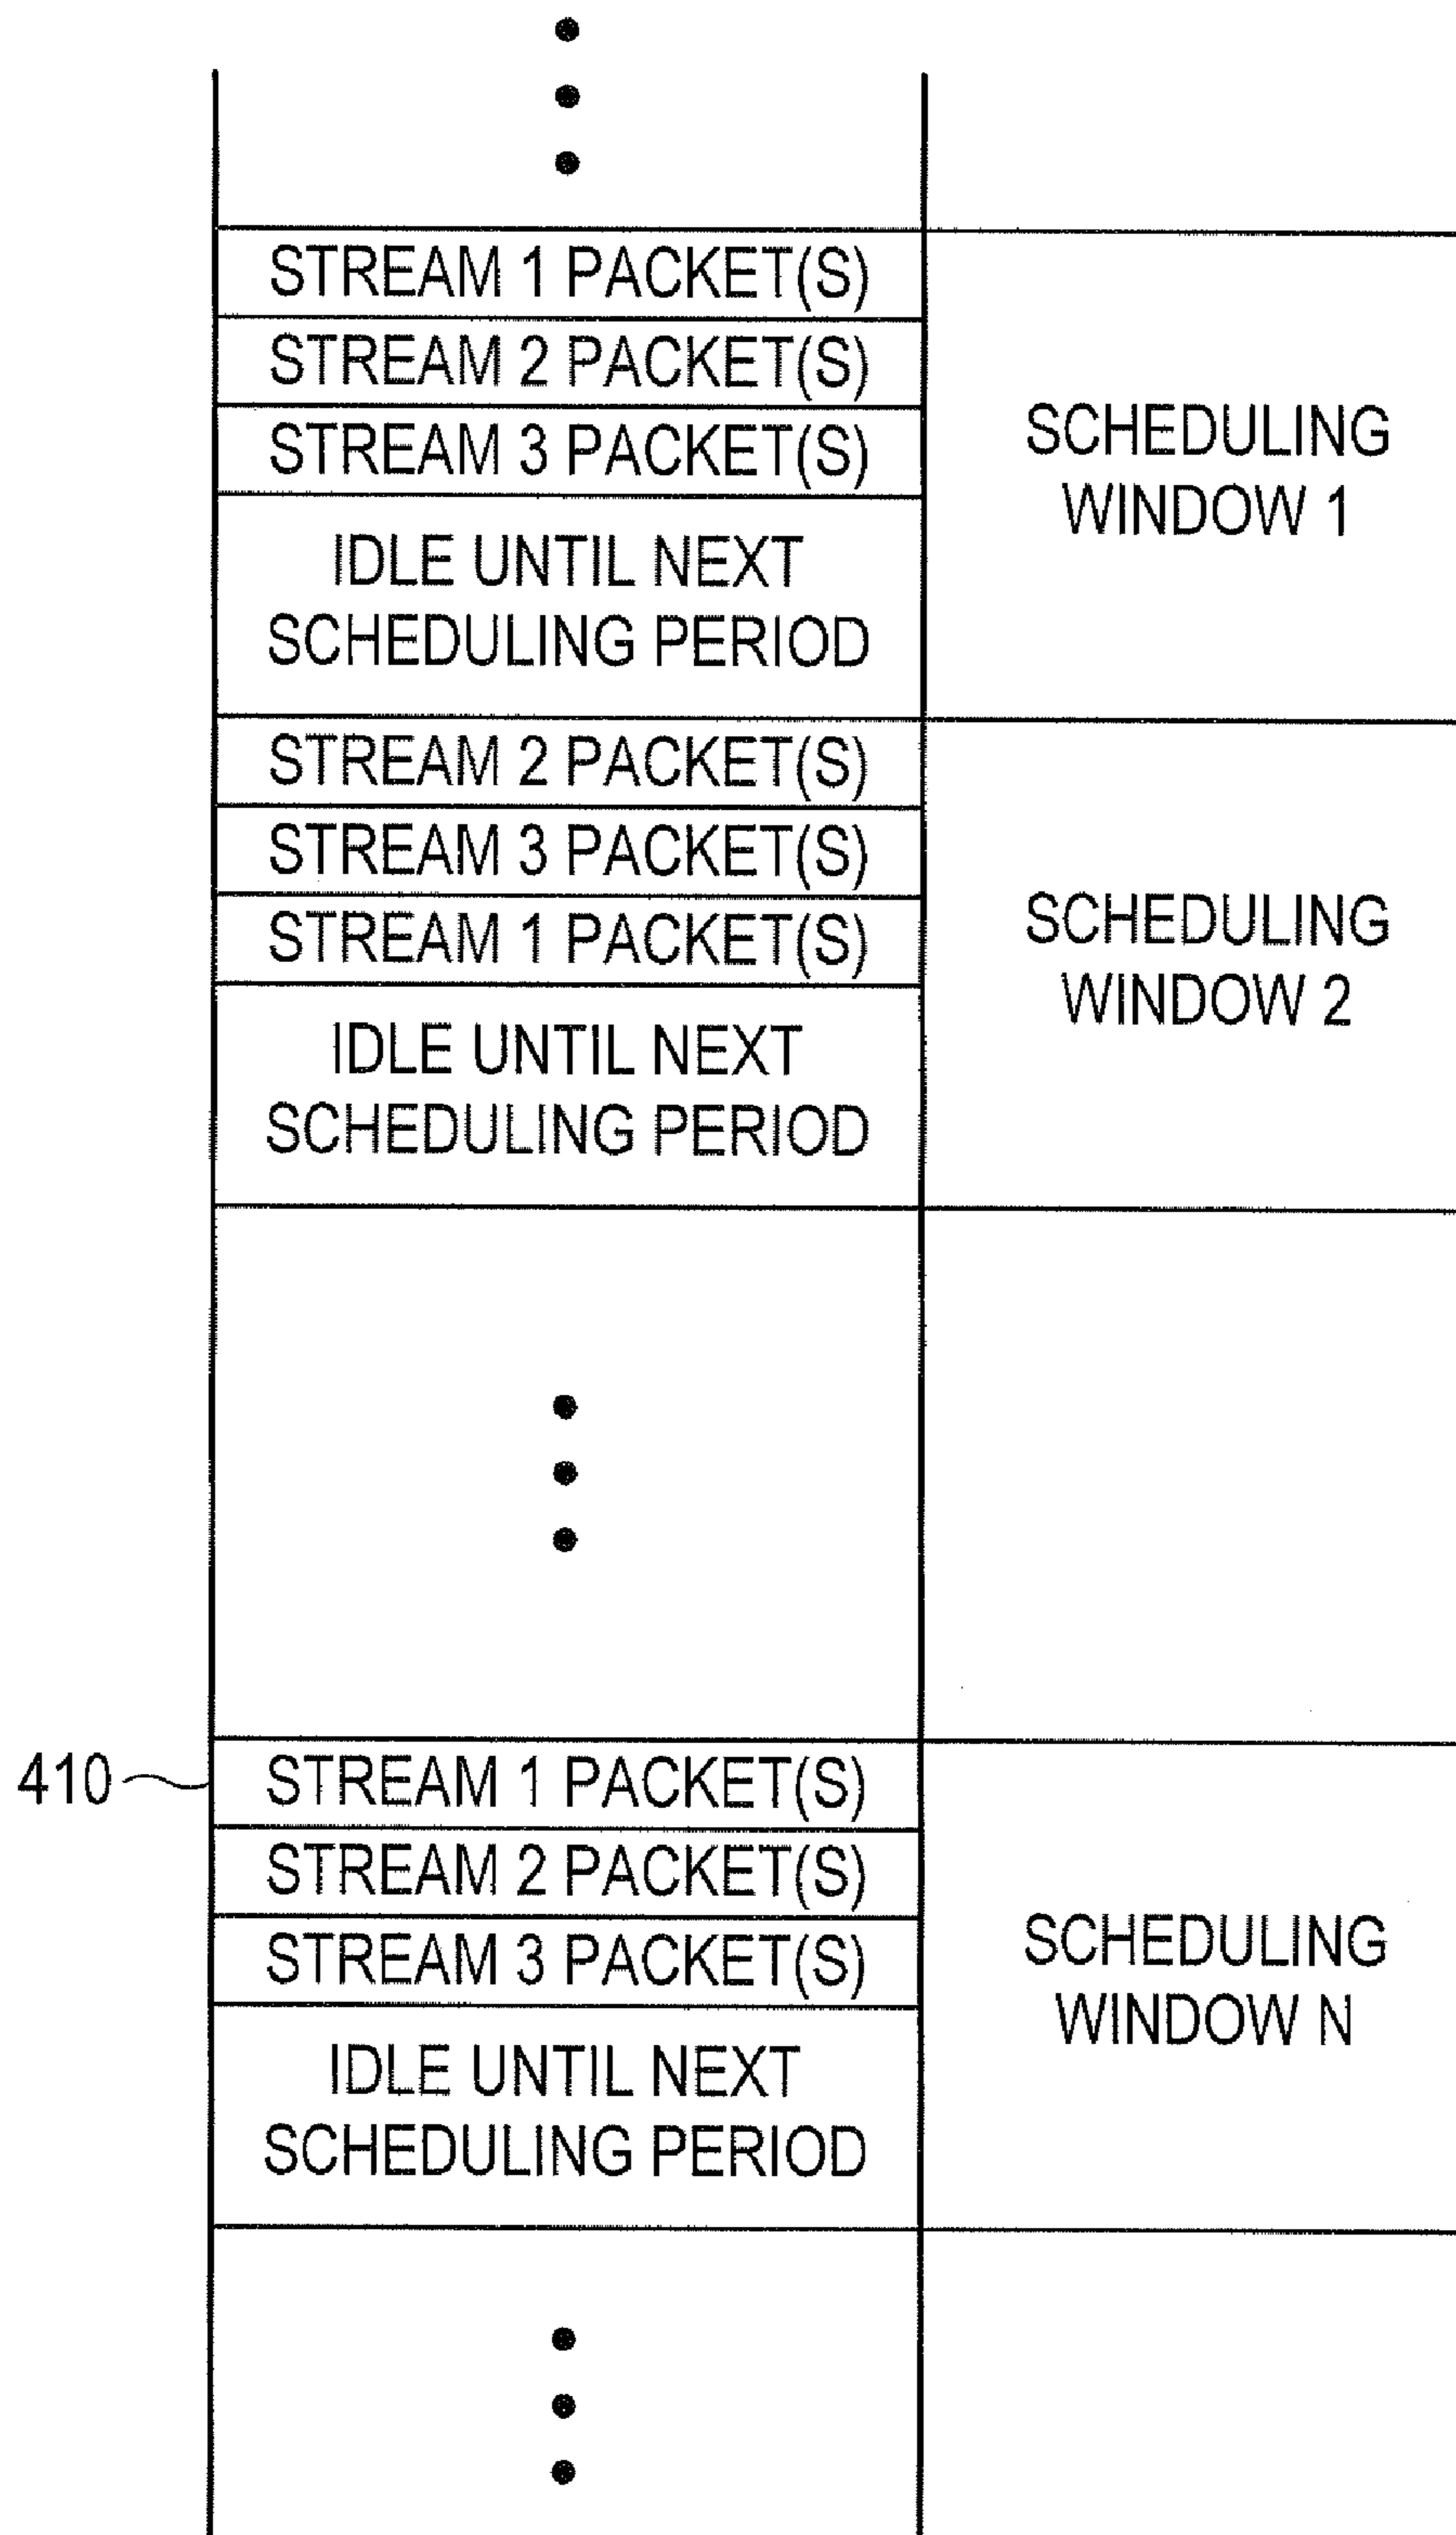 STREAM 1 PACKET(S)
STREAM 2 PACKET(S)
STREAM 3 PACKET(S)
IDLE UNTIL NEXT
SCHEDULING PERIOD
SCHEDULING
WINDOW 1
STREAM 2 PACKET(S)
STREAM 3 PACKET(S)
STREAM 1 PACKET(S)
IDLE UNTIL NEXT
SCHEDULING PERIOD
SCHEDULING
WINDOW 2
410
STREAM 1 PACKET(S)
STREAM 2 PACKET(S)
STREAM 3 PACKET(S)
IDLE UNTIL NEXT
SCHEDULING PERIOD
SCHEDULING
WINDOW N